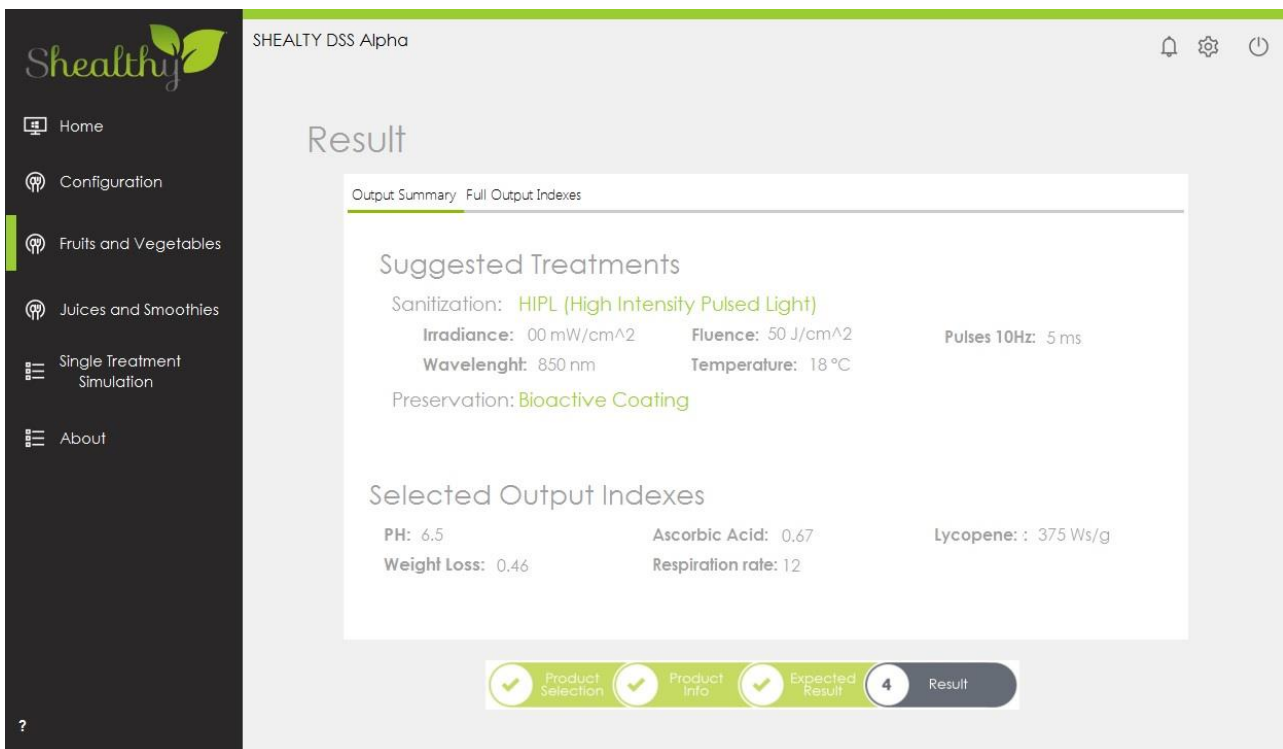 Shealthy
SHEALTY DSS Alpha
Home
Configuration
Fruits and Vegetables
Juices and Smoothies
Single Treatment
Simulation
About
?
Result
Output Summary Full Output Indexes
Suggested Treatments
Sanitization: HIPL (High Intensity Pulsed Light)
Irradiance: 00 mW/cm^2 Fluence: 50 J/cm^2 Pulses 10Hz: 5 ms
Wavelenght: 850 nm Temperature: 18 °C
Preservation: Bioactive Coating
Selected Output Indexes
PH: 6.5 Ascorbic Acid: 0.67 Lycopene: : 375 Ws/g
Weight Loss: 0.46 Respiration rate: 12
Product
Selection
Product
Info
Expected
Result
4 Result